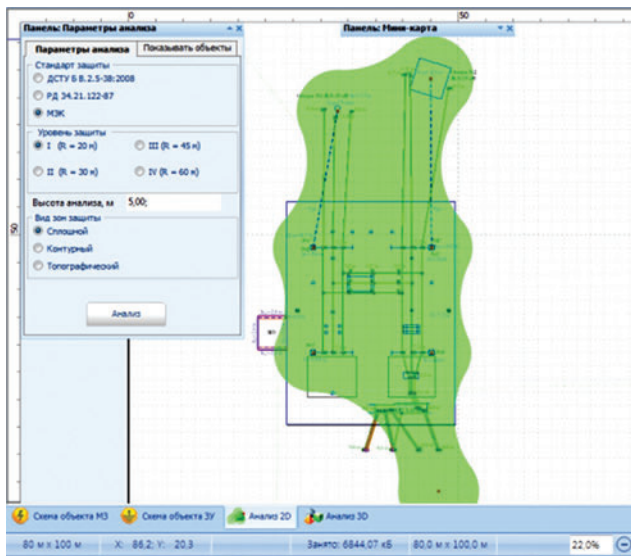 0
50
Панель: Параметры анализа
Панель: Мини-карта
Параметры анализа
Показывать объекты
Стандарт защиты
ДСТУ Б В.2.5-38:2008
РД 34.21.122-87
МЭК
Уровень защиты
I (R = 20 м)
III (R = 45 м)
II (R = 30 м)
IV (R = 60 м)
Высота анализа, м
5,00;
Вид зон защиты
Сплошной
Контурный
Топографический
Анализ
50
Схема объекта МЗ
Схема объекта ЗУ
Анализ 2D
Анализ 3D
80 м x 100 м
X: 86,2; Y: 20,3
Занято: 6844,07 кБ
80,0 м x 100,0 м
22,0%